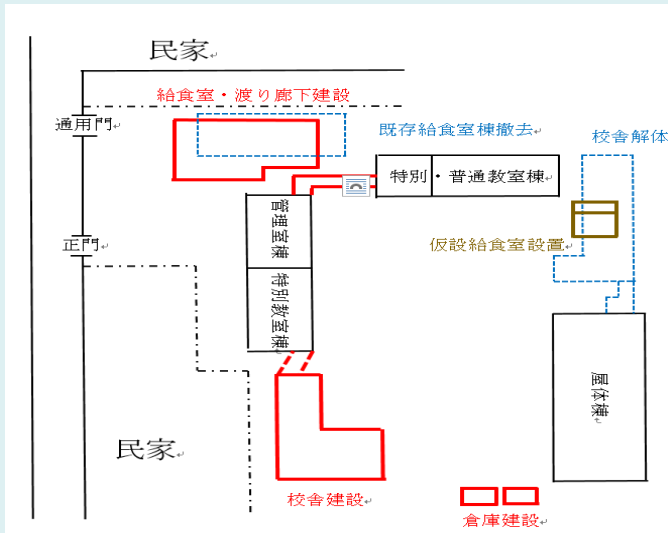 民家
給食室・渡り廊下建設
通用門
既存給食室棟撤去
校舎解体
特別・普通教室棟
管理室棟
仮設給食室設置
正門
特別教室棟
屋体棟
民家
校舎建設
倉庫建設